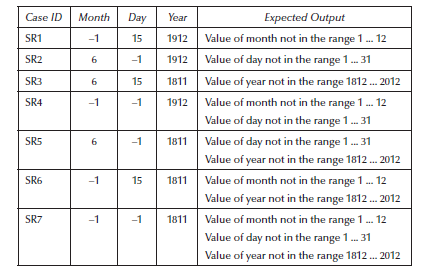 Case ID Month Day Year Expected Output
SR1 –1 15 1912 Value of month not in the range 1 ... 12
SR2 6 –1 1912 Value of day not in the range 1 ... 31
SR3 6 15 1811 Value of year not in the range 1812 ... 2012
SR4 –1 –1 1912 Value of month not in the range 1 ... 12
Value of day not in the range 1 ... 31
SR5 6 –1 1811 Value of day not in the range 1 ... 31
Value of year not in the range 1812 ... 2012
SR6 –1 15 1811 Value of month not in the range 1 ... 12
Value of year not in the range 1812 ... 2012
SR7 –1 –1 1811 Value of month not in the range 1 ... 12
Value of day not in the range 1 ... 31
Value of year not in the range 1812 ... 2012